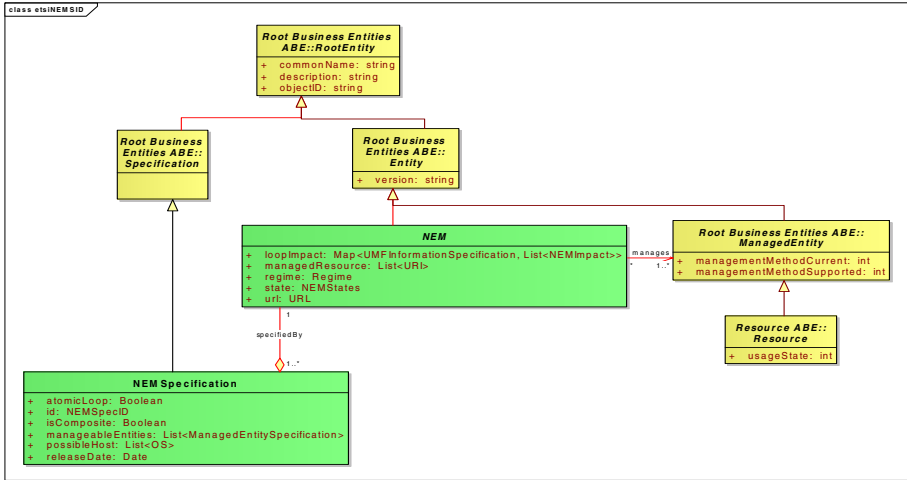 class etsiNEMSID
Root Business Entities
ABE::RootEntity
+ commonName: string
+ description: string
+ objectID: string
Root Business
Entities ABE::
Specification
Root Business
Entities ABE::
Entity
+ version: string
NEM
+ loopImpact: Map<UMFInformationSpecification, List<NEMImpact>>
+ managedResource: List<URI>
+ regime: Regime
+ state: NEMStates
+ url: URL
manages
*
1..*
Root Business Entities ABE::
ManagedEntity
+ managementMethodCurrent: int
+ managementMethodSupported: int
Resource ABE::
Resource
+ usageState: int
1
specifiedBy
1..*
NEMSpecification
+ atomicLoop: Boolean
+ id: NEMSpecID
+ isComposite: Boolean
+ manageableEntities: List<ManagedEntitySpecification>
+ possibleHost: List<OS>
+ releaseDate: Date